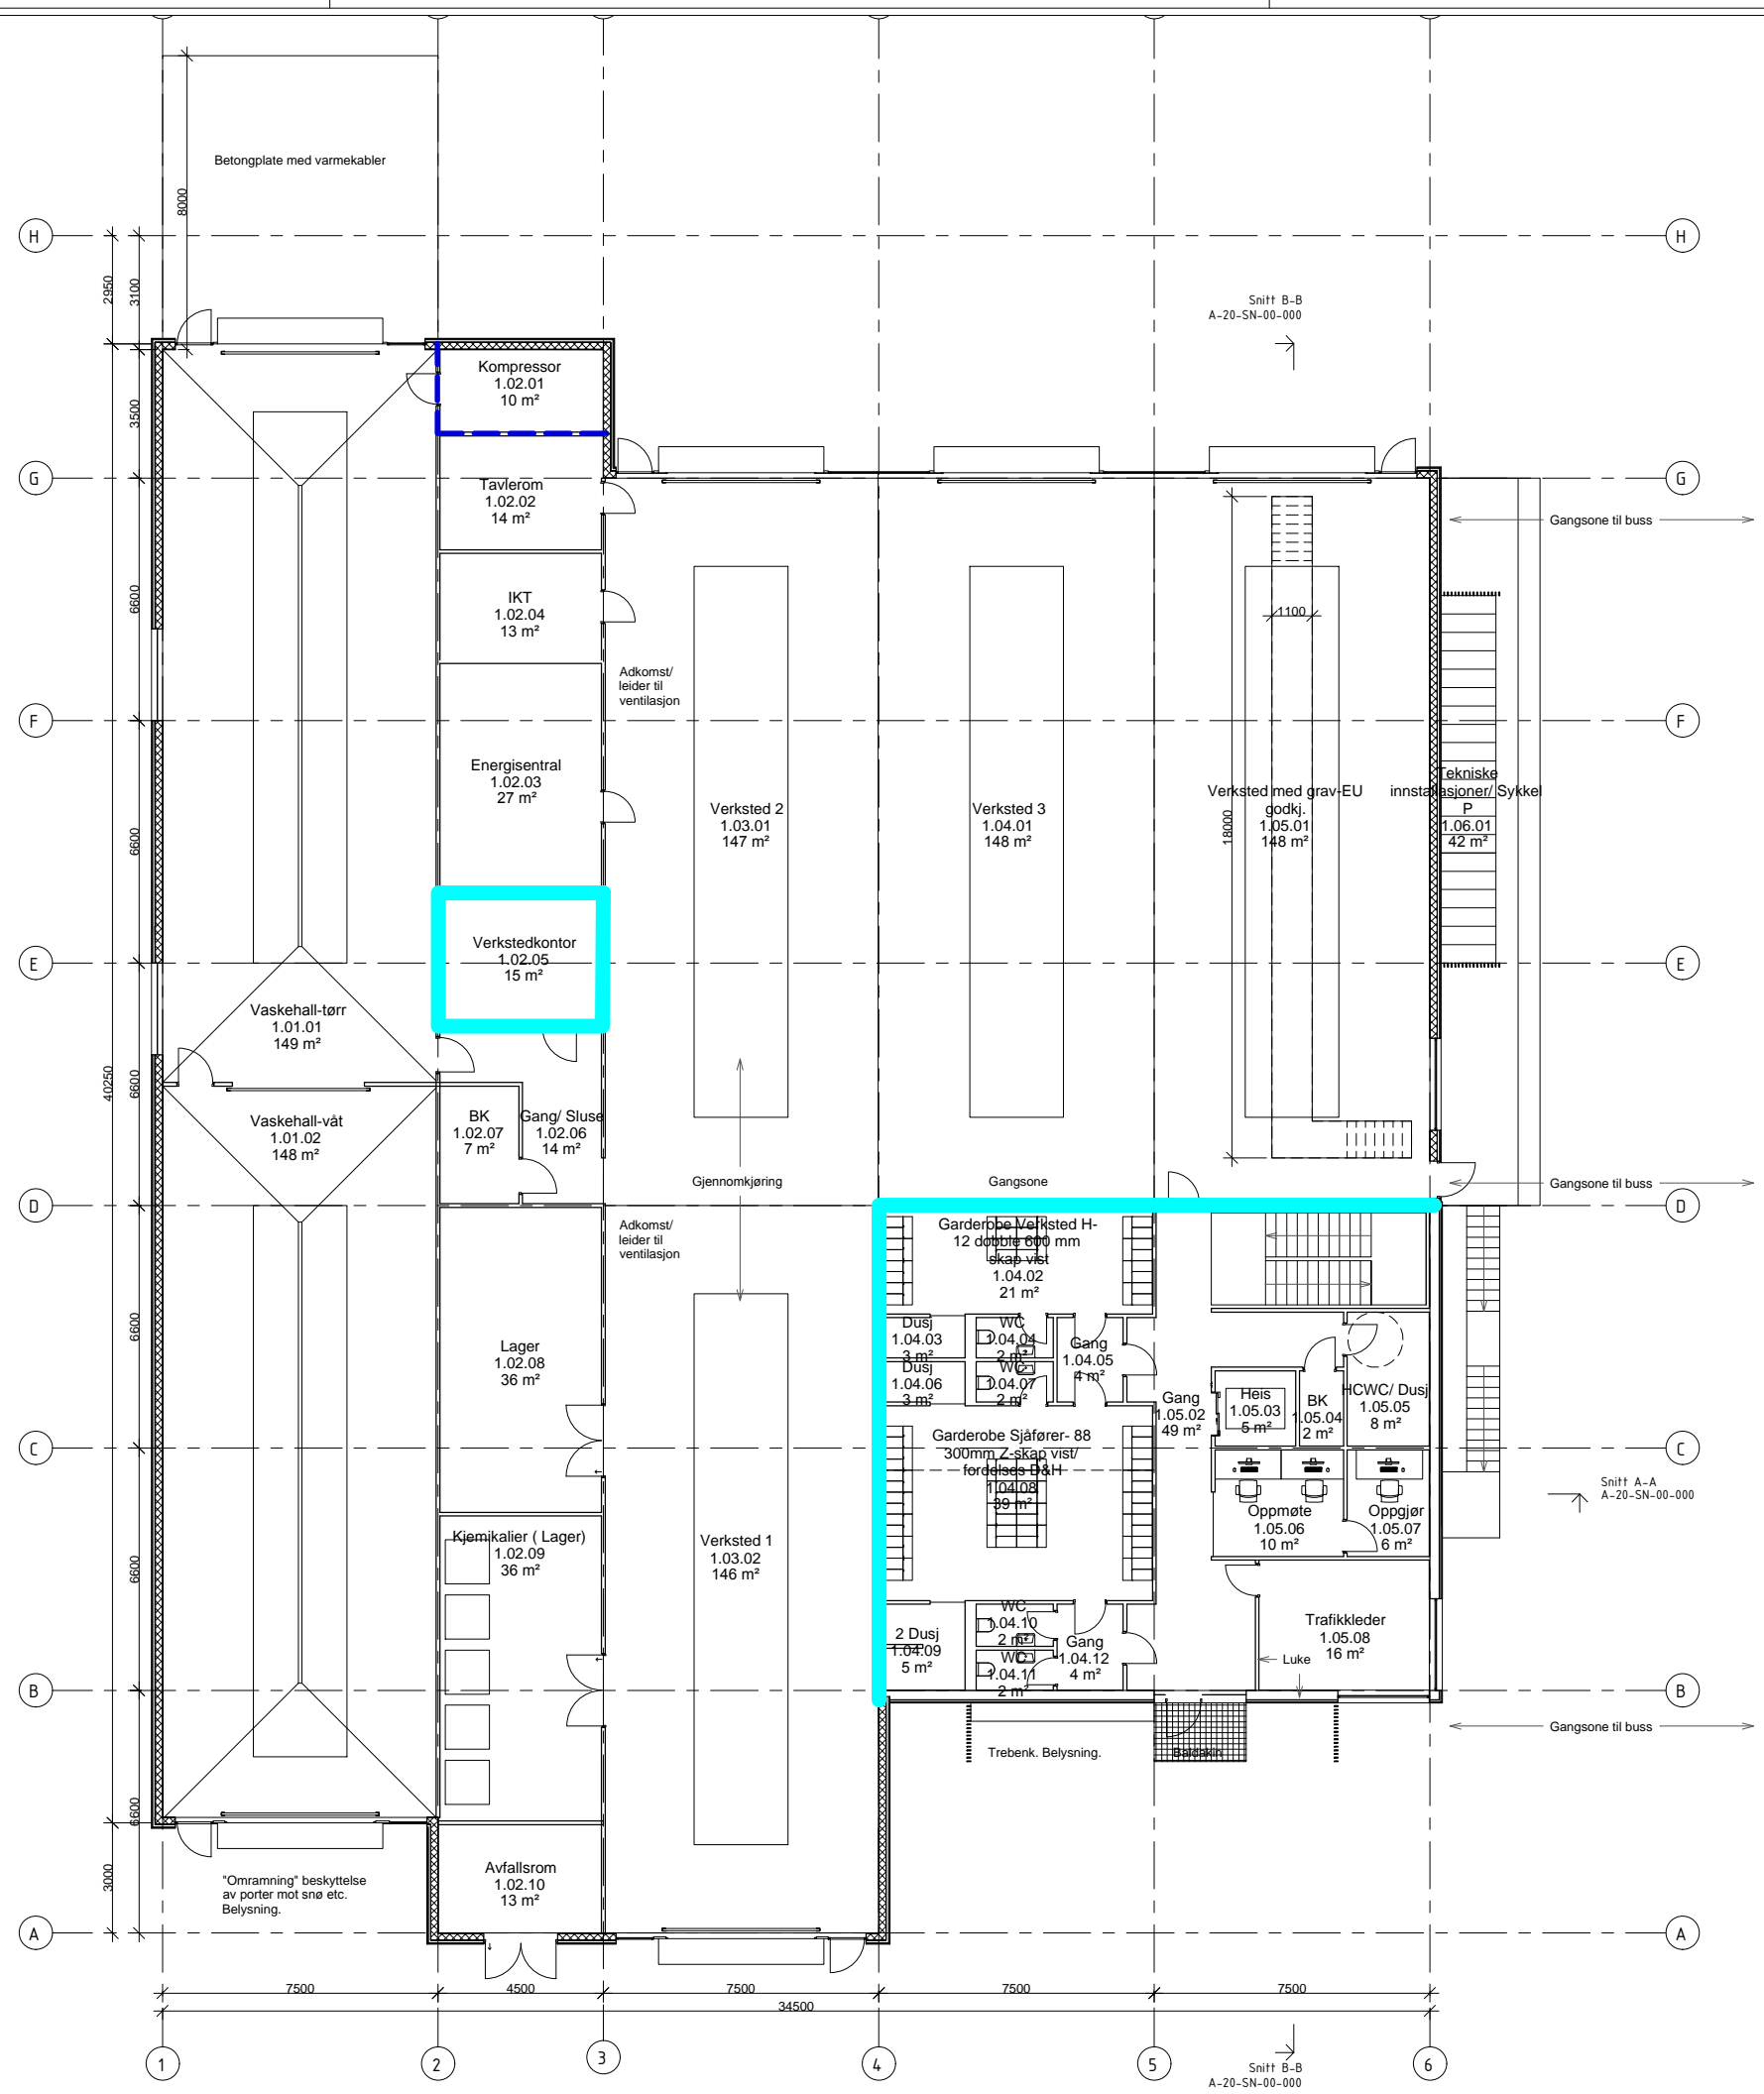 Betongplate med varmekabler
8000
H
H
2950
3100
Snitt B-B
A-20-SN-00-000
Kompressor
1.02.01
10 m²
3500
G
G
Tavlerom
1.02.02
14 m²
Gangsone til buss
6600
IKT
1.02.04
13 m²
1100
Adkomst/
leider til
ventilasjon
F
F
Energisentral
1.02.03
27 m²
Verksted 2
1.03.01
147 m²
Verksted 3
1.04.01
148 m²
18000
Verksted med grav-EU
godkj.
1.05.01
148 m²
Tekniske
innstallasjoner/ Sykkel
P
1.06.01
42 m²
6600
Verkstedkontor
1.02.05
15 m²
E
E
Vaskehall-tørr
1.01.01
149 m²
40250
6600
Vaskehall-våt
1.01.02
148 m²
BK
1.02.07
7 m²
Gang/ Sluse
1.02.06
14 m²
Gjennomkjøring
Gangsone
Gangsone til buss
D
D
Adkomst/
leider til
ventilasjon
Garderobe Verksted H-
12 dobble 600 mm
skap vist
1.04.02
21 m²
Dusj
1.04.03
3 m²
WC
1.04.04
2 m²
Gang
1.04.05
4 m²
Dusj
1.04.06
3 m²
WC
1.04.07
2 m²
6600
Lager
1.02.08
36 m²
Gang
1.05.02
49 m²
Heis
1.05.03
5 m²
BK
1.05.04
2 m²
HCWC/ Dusj
1.05.05
8 m²
C
C
Garderobe Sjåfører- 88
300mm Z-skap vist/
fordelses D&H
1.04.08
39 m²
Snitt A-A
A-20-SN-00-000
Oppmøte
1.05.06
10 m²
Oppgjør
1.05.07
6 m²
Kjemikalier ( Lager)
1.02.09
36 m²
Verksted 1
1.03.02
146 m²
6600
2 Dusj
1.04.09
5 m²
WC
1.04.10
2 m²
WC
1.04.11
2 m²
Gang
1.04.12
4 m²
Trafikkleder
1.05.08
16 m²
Luke
B
B
Gangsone til buss
Trebenk. Belysning.
Baldakin
6600
3000
"Omramning" beskyttelse
av porter mot snø etc.
Belysning.
Avfallsrom
1.02.10
13 m²
A
A
7500
4500
7500
7500
7500
34500
1
2
3
4
5
6
Snitt B-B
A-20-SN-00-000